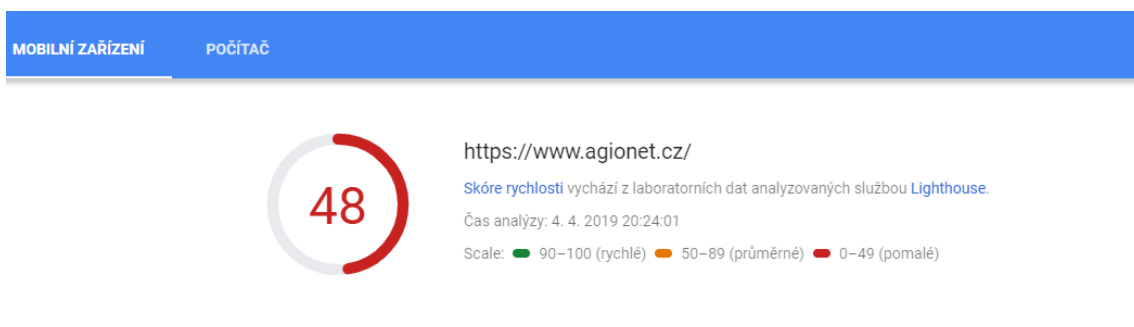 MOBILNÍ ZAŘÍZENÍ POČÍTAČ
https://www.agionet.cz/
48
Skóre rychlosti vychází z laboratorních dat analyzovaných službou Lighthouse.
Čas analýzy: 4. 4. 2019 20:24:01
Scale: 90–100 (rychlé) 50–89 (průměrné) 0–49 (pomalé)